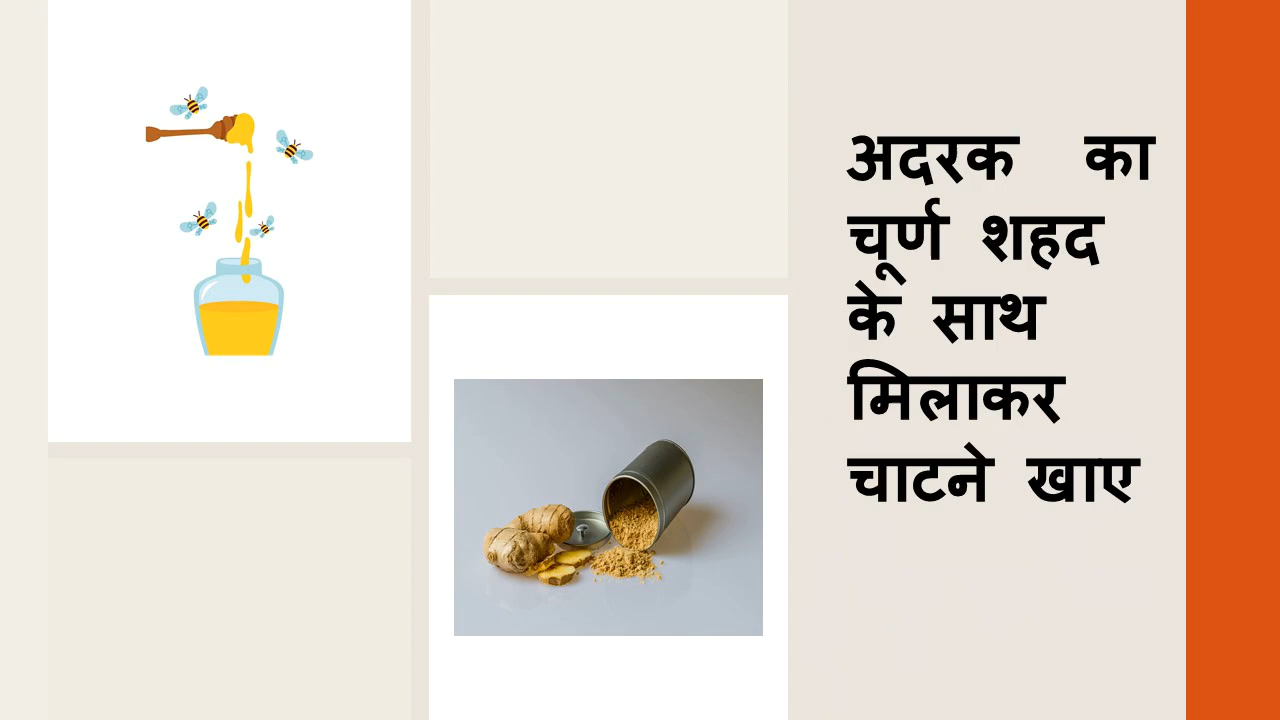 अदरक का
चूर्ण शहद
के साथ
मिलाकर
चाटने खाए